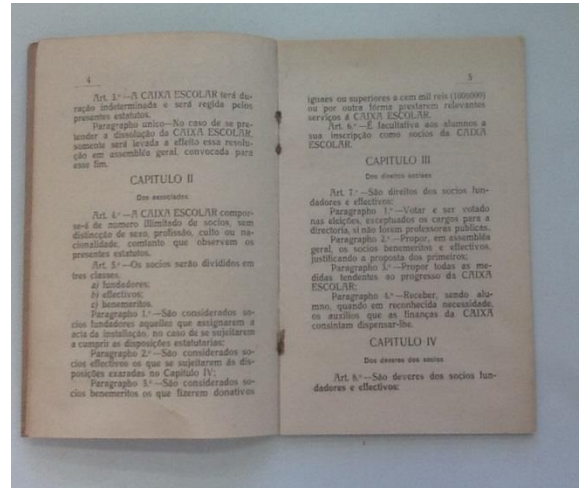 4
Art. 3.º—A CAIXA ESCOLAR terá du-
ração indeterminada e será regida pelos
presentes estatutos.
Paragrapho unico—No caso de se pre-
tender a dissolução da CAIXA ESCOLAR,
somente será levada a effeito essa resolu-
ção em assembléa geral, convocada para
esse fim.
CAPITULO II
Dos associados
Art. 4.º—A CAIXA ESCOLAR compor-
se-á de numero illimitado de socios, sem
distincção de sexo, profissão, culto ou na-
cionalidade, comtanto que observam os
presentes estatutos.
Art. 5.º—Os socios serão divididos em
tres classes.
a) fundadores;
b) effectivos;
c) benemeritos.
Paragrapho 1.º—São considerados so-
cios fundadores aquelles que assignarem a
acta da installação, no caso de se sujeitarem
a cumprir as disposições estatutarias;
Paragrapho 2.º—São considerados so-
cios effectivos os que se sujeitarem ás dis-
posições exaradas no Capitulo IV;
Paragrapho 3.º—São considerados so-
cios benemeritos os que fizerem donativos
5
iguaes ou superiores a cem mil reis (100$000)
ou por outra fórma prestarem relevantes
serviços á CAIXA ESCOLAR.
Art. 6.º—É facultativa aos alumnos a
sua inscripção como socios da CAIXA
ESCOLAR.
CAPITULO III
Dos direitos sociaes
Art. 7.º—São direitos dos socios fun-
dadores e effectivos:
Paragrapho 1.º—Votar e ser votado
nas eleições, exceptuados os cargos para a
directoria, si não forem professoras publicas.
Paragrapho 2.º—Propor, em assembléa
geral, os socios benemeritos e effectivos,
justificando a proposta dos primeiros;
Paragrapho 3.º—Propor todas as me-
didas tendentes ao progresso da CAIXA
ESCOLAR;
Paragrapho 4.º—Receber, sendo alu-
mno, quando em reconhecida necessidade,
os auxilios que as finanças da CAIXA
consintam dispensar-lhe.
CAPITULO IV
Dos deveres dos socios
Art. 8.º—São deveres dos socios fun-
dadores e effectivos: